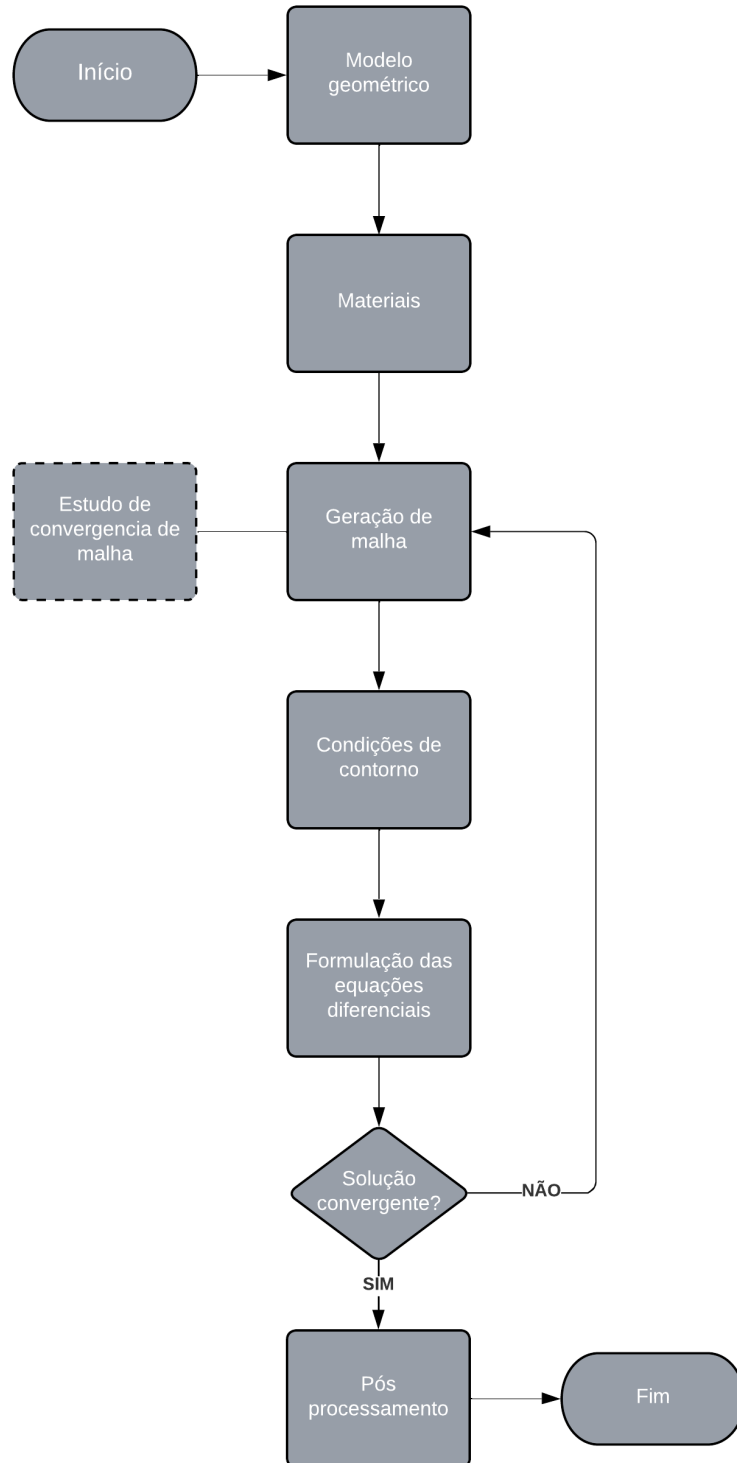 Início
Modelo
geométrico
Materiais
Estudo de
convergencia de
malha
Geração de
malha
Condições de
contorno
Formulação das
equações
diferenciais
Solução
convergente?
NÃO
SIM
Pós
processamento
Fim